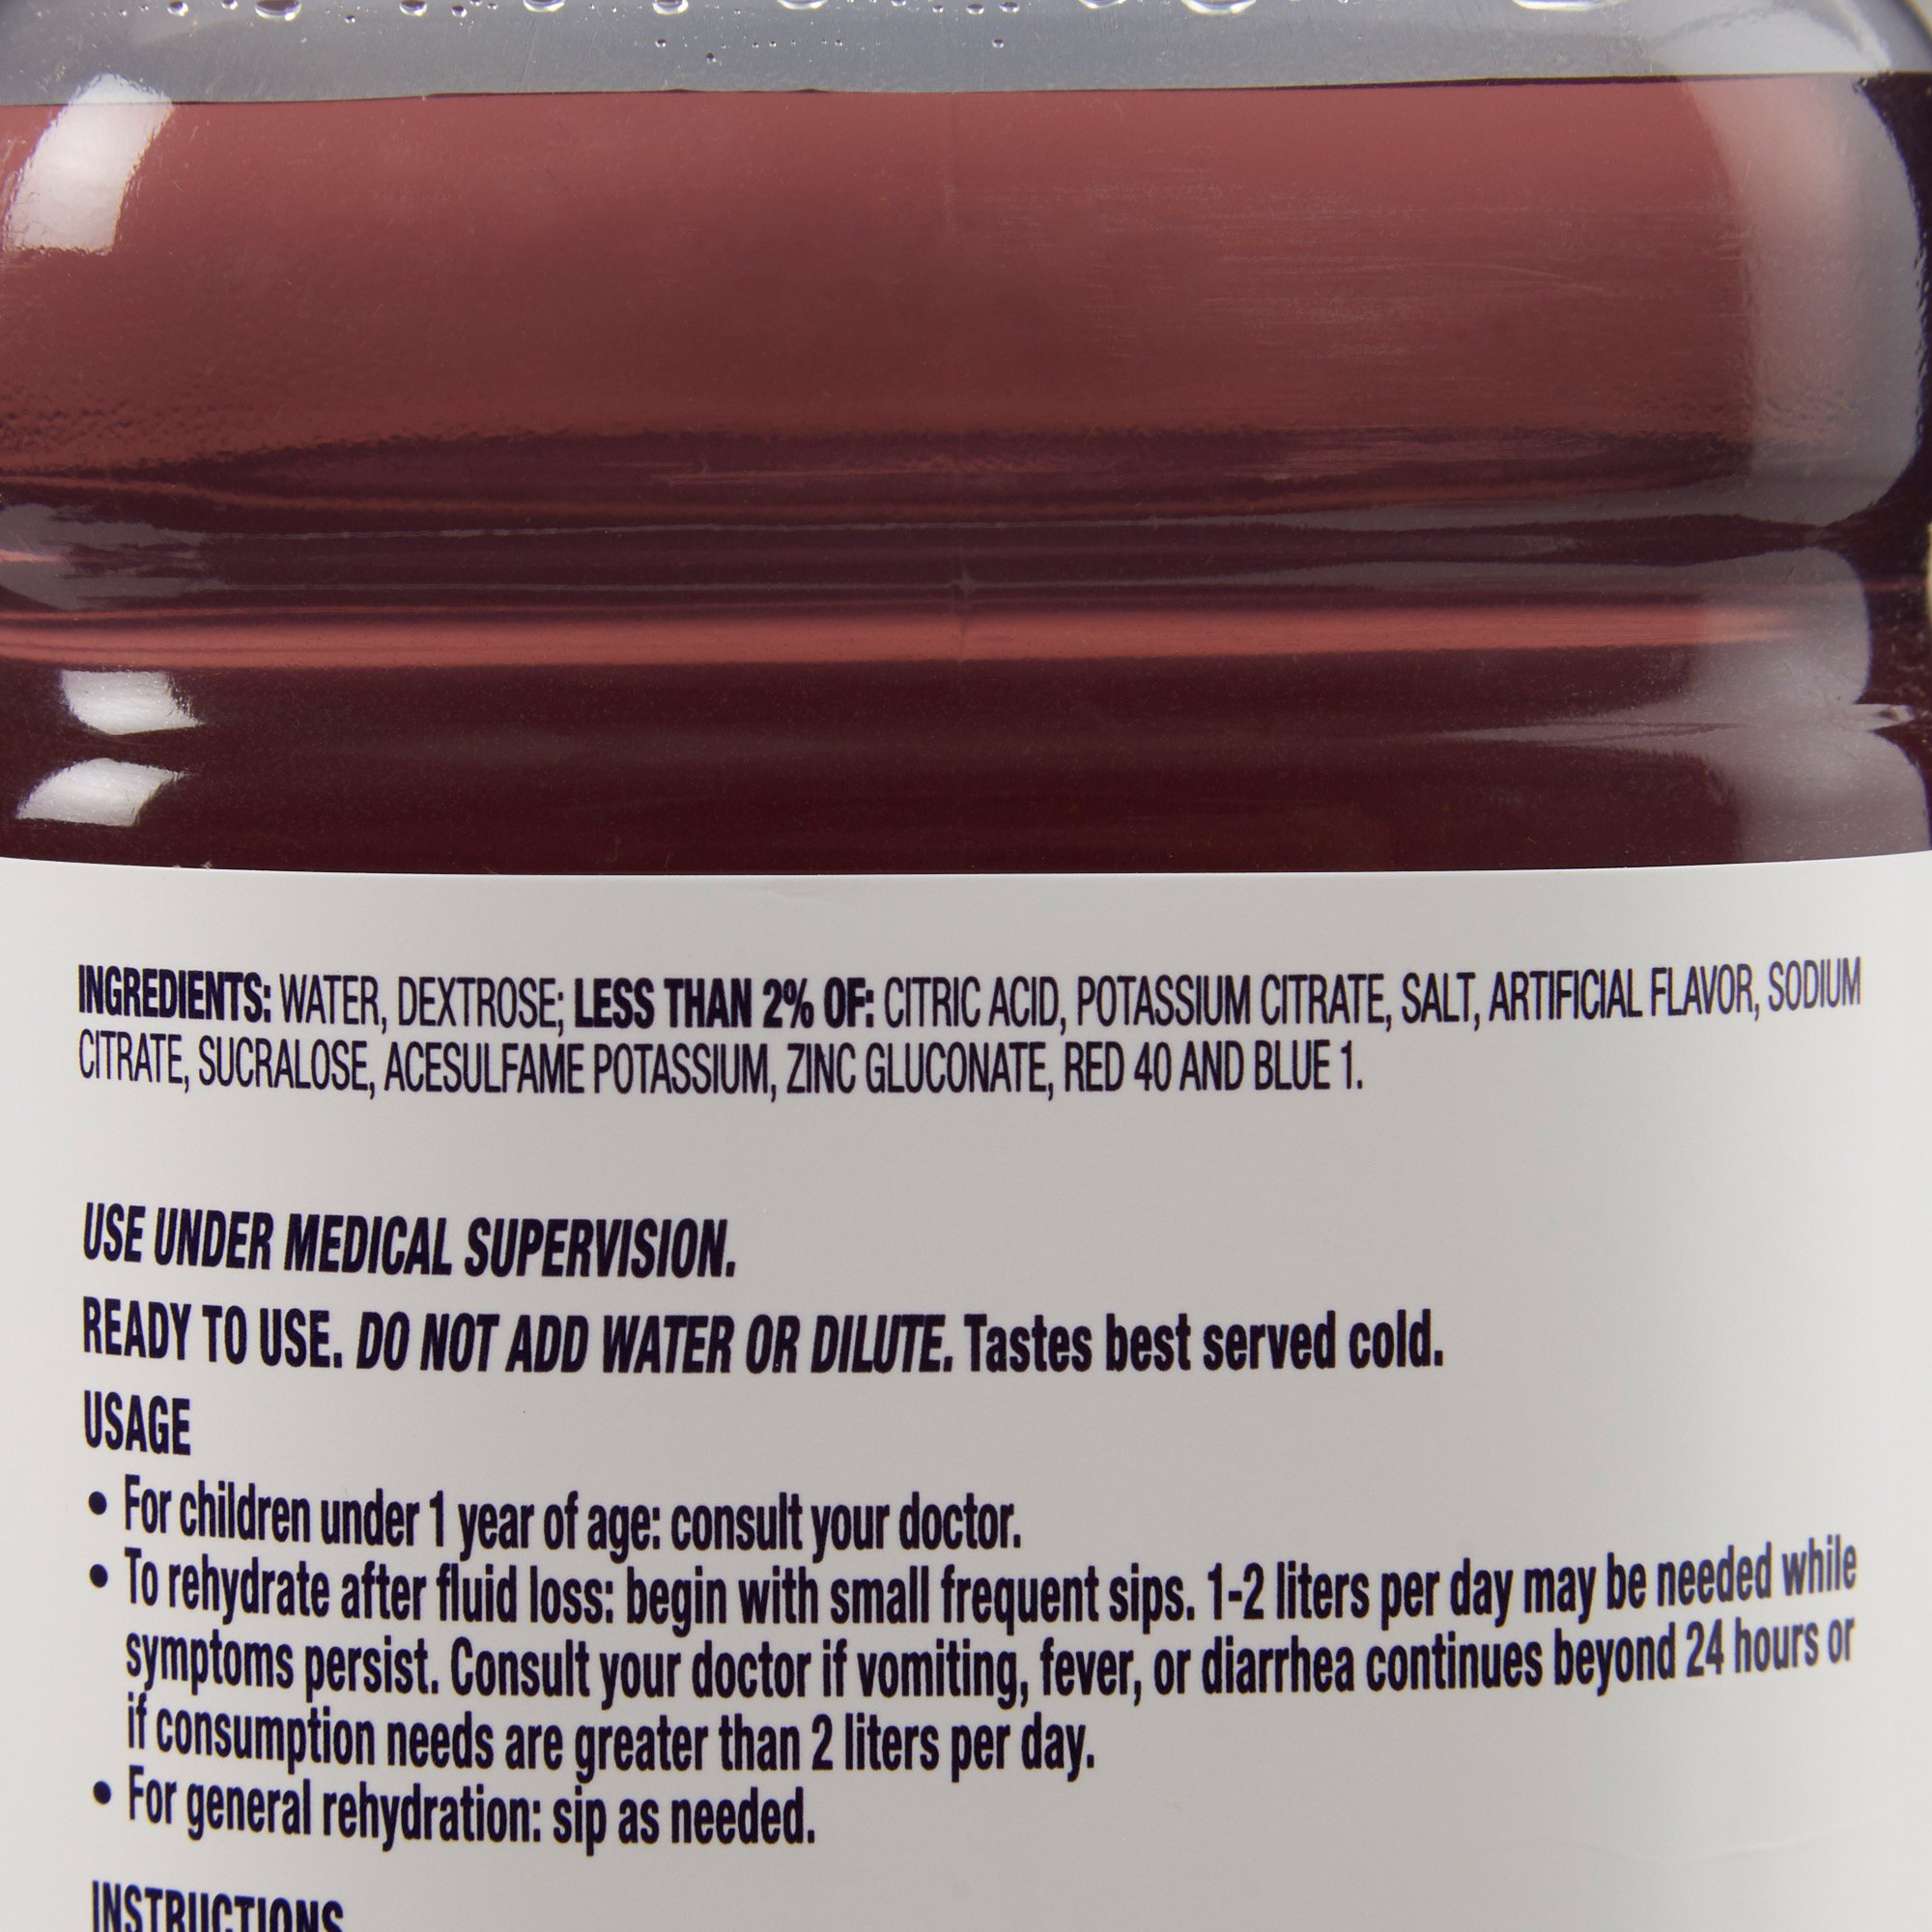 INGREDIENTS: WATER, DEXTROSE; LESS THAN 2% OF: CITRIC ACID, POTASSIUM CITRATE, SALT, ARTIFICIAL FLAVOR, SODIUM
CITRATE, SUCRALOSE, ACESULFAME POTASSIUM, ZINC GLUCONATE, RED 40 AND BLUE 1.
USE UNDER MEDICAL SUPERVISION.
READY TO USE. DO NOT ADD WATER OR DILUTE. Tastes best served cold.
USAGE
• For children under 1 year of age: consult your doctor.
• To rehydrate after fluid loss: begin with small frequent sips. 1-2 liters per day may be needed while
symptoms persist. Consult your doctor if vomiting, fever, or diarrhea continues beyond 24 hours or
if consumption needs are greater than 2 liters per day.
• For general rehydration: sip as needed.
INSTRUCTIONS